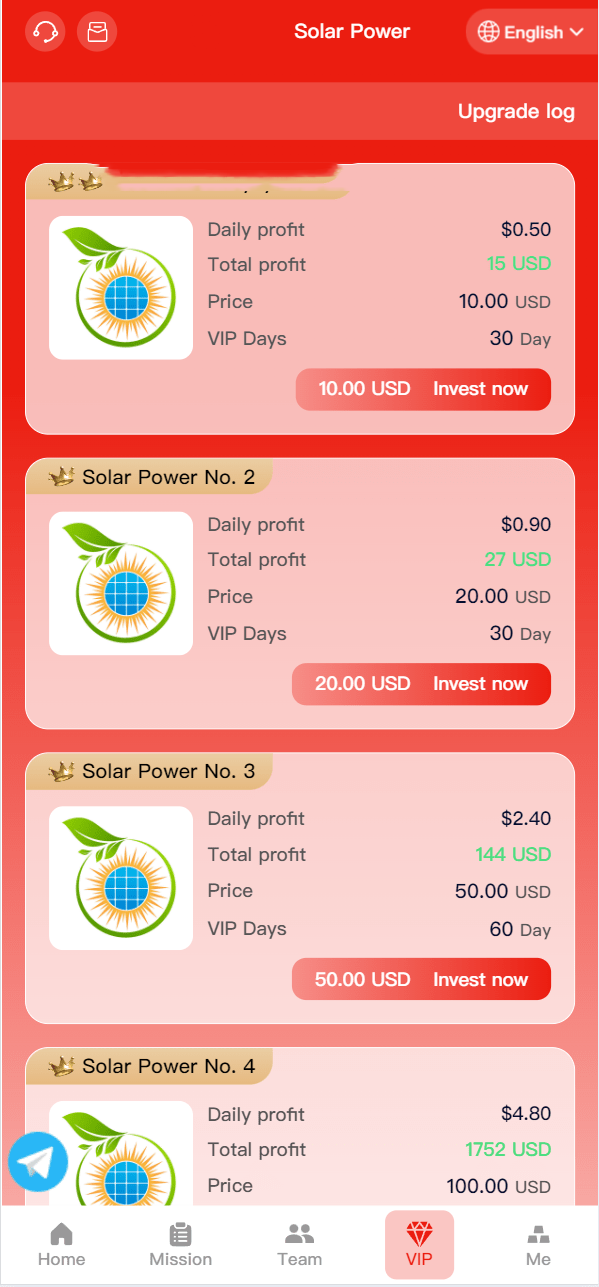 Solar Power
English
Upgrade log
Daily profit $0.50
Total profit 15 USD
Price 10.00 USD
VIP Days 30 Day
10.00 USD Invest now
Solar Power No. 2
Daily profit $0.90
Total profit 27 USD
Price 20.00 USD
VIP Days 30 Day
20.00 USD Invest now
Solar Power No. 3
Daily profit $2.40
Total profit 144 USD
Price 50.00 USD
VIP Days 60 Day
50.00 USD Invest now
Solar Power No. 4
Daily profit $4.80
Total profit 1752 USD
Price 100.00 USD
Home Mission Team VIP Me